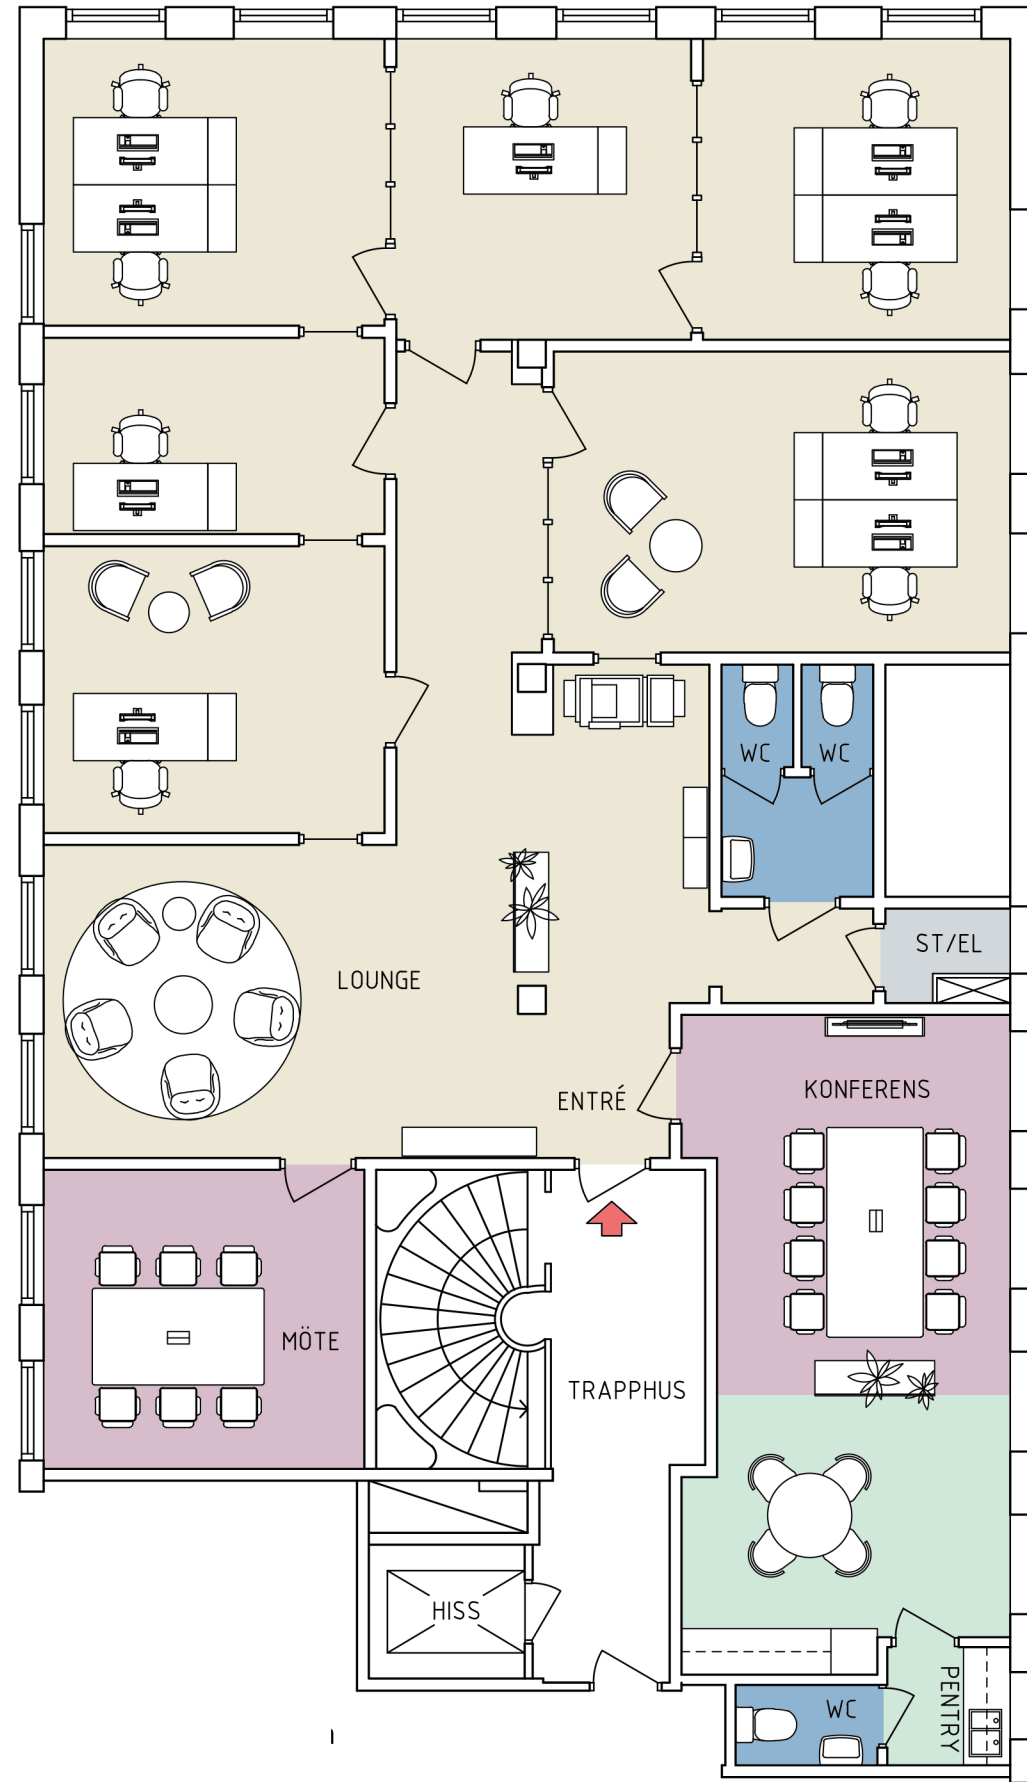 WC
WC
ST/EL
LOUNGE
KONFERENS
ENTRÉ
MÖTE
TRAPPHUS
HISS
PENTRY
WC